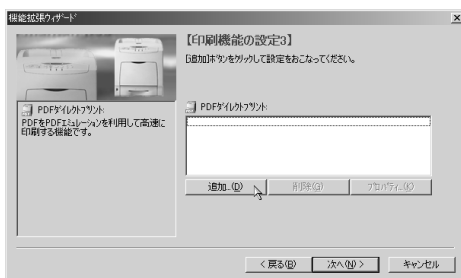 機能拡張ウィザード
【印刷機能の設定3】
[追加]ボタンをクリックして設定をおこなってください。
PDFダイレクトプリント:
PDFをPDFエミュレーションを利用して高速に
印刷する機能です。
PDFダイレクトプリント:
追加...(D)
削除(G)
プロパティ...(K)
< 戻る(B)
次へ(N) >
キャンセル